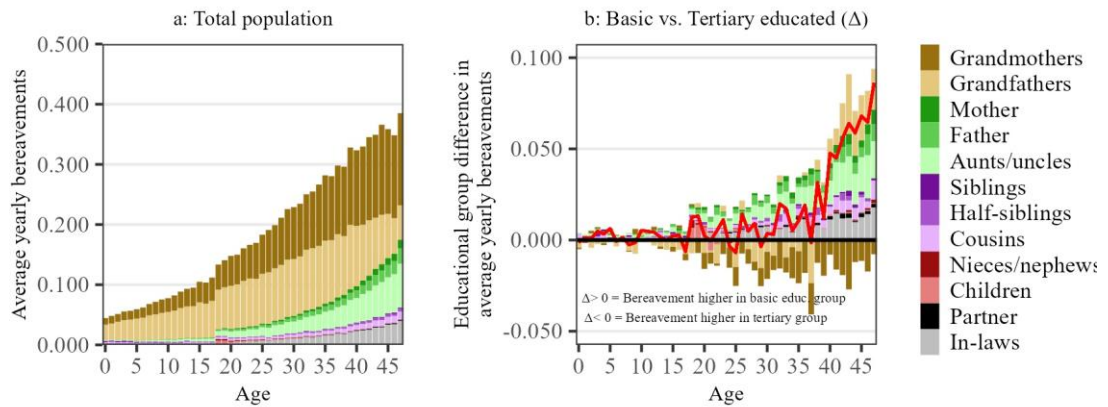 a: Total population
Average yearly bereavements
0.500
0.400
0.300
0.200
0.100
0.000
0 5 10 15 20 25 30 35 40 45
Age
b: Basic vs. Tertiary educated (Δ)
Educational group difference in
average yearly bereavements
0.100
0.050
0.000
-0.050
Δ> 0 = Bereavement higher in basic educ. group
Δ< 0 = Bereavement higher in tertiary group
0 5 10 15 20 25 30 35 40 45
Age
Grandmothers
Grandfathers
Mother
Father
Aunts/uncles
Siblings
Half-siblings
Cousins
Nieces/nephews
Children
Partner
In-laws